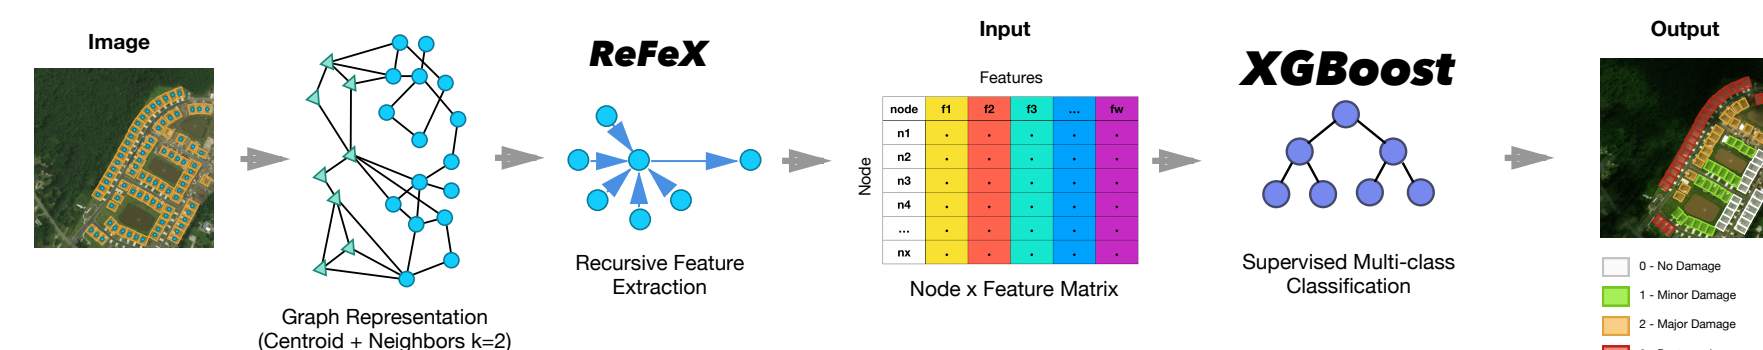 Image
Graph Representation
(Centroid + Neighbors k=2)
ReFeX
Recursive Feature
Extraction
Input
Features
Node
node f1 f2 f3 ... fw
n1 . . . . .
n2 . . . . .
n3 . . . . .
n4 . . . . .
... . . . . .
nx . . . . .
Node x Feature Matrix
XGBoost
Supervised Multi-class
Classification
Output
0 - No Damage
1 - Minor Damage
2 - Major Damage